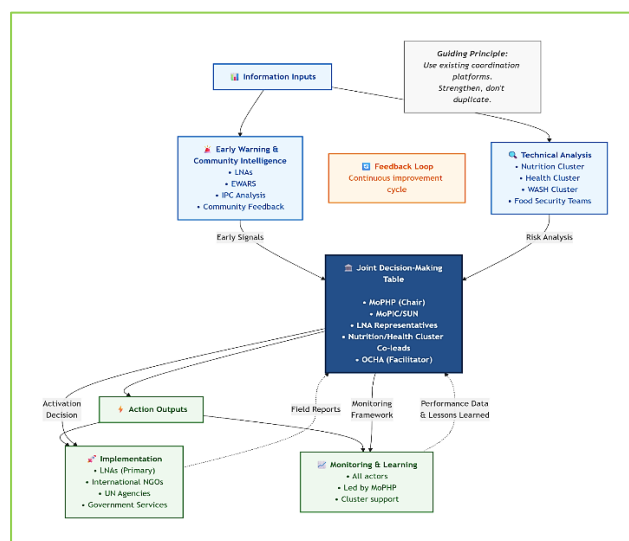 Guiding Principle:
Use existing coordination
platforms.
Strengthen, don't
duplicate.
Information Inputs
Early Warning &
Community Intelligence
• LNAs
• EWARS
• IPC Analysis
• Community Feedback
Feedback Loop
Continuous improvement
cycle
Technical Analysis
• Nutrition Cluster
• Health Cluster
• WASH Cluster
• Food Security Teams
Early Signals
Risk Analysis
Joint Decision-Making
Table
• MoPHP (Chair)
• MoPIC/SUN
• LNA Representatives
• Nutrition/Health Cluster
Co-leads
• OCHA (Facilitator)
Activation
Decision
Action Outputs
Field Reports
Monitoring
Framework
Performance Data
& Lessons Learned
Implementation
• LNAs (Primary)
• International NGOs
• UN Agencies
• Government Services
Monitoring & Learning
• All actors
• Led by MoPHP
• Cluster support